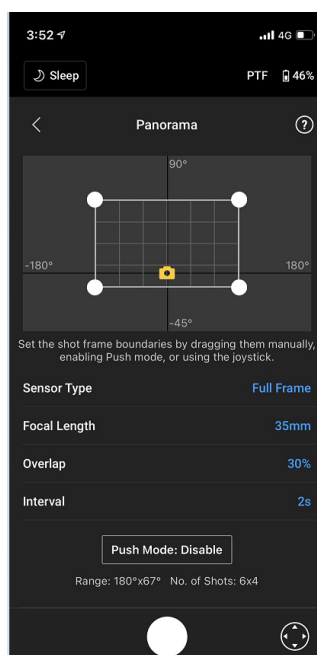 3:52 4G
Sleep PTF 46%
Panorama ?
90°
-180° 180°
-45°
Set the shot frame boundaries by dragging them manually,
enabling Push mode, or using the joystick.
Sensor Type Full Frame
Focal Length 35mm
Overlap 30%
Interval 2s
Push Mode: Disable
Range: 180°x67° No. of Shots: 6x4